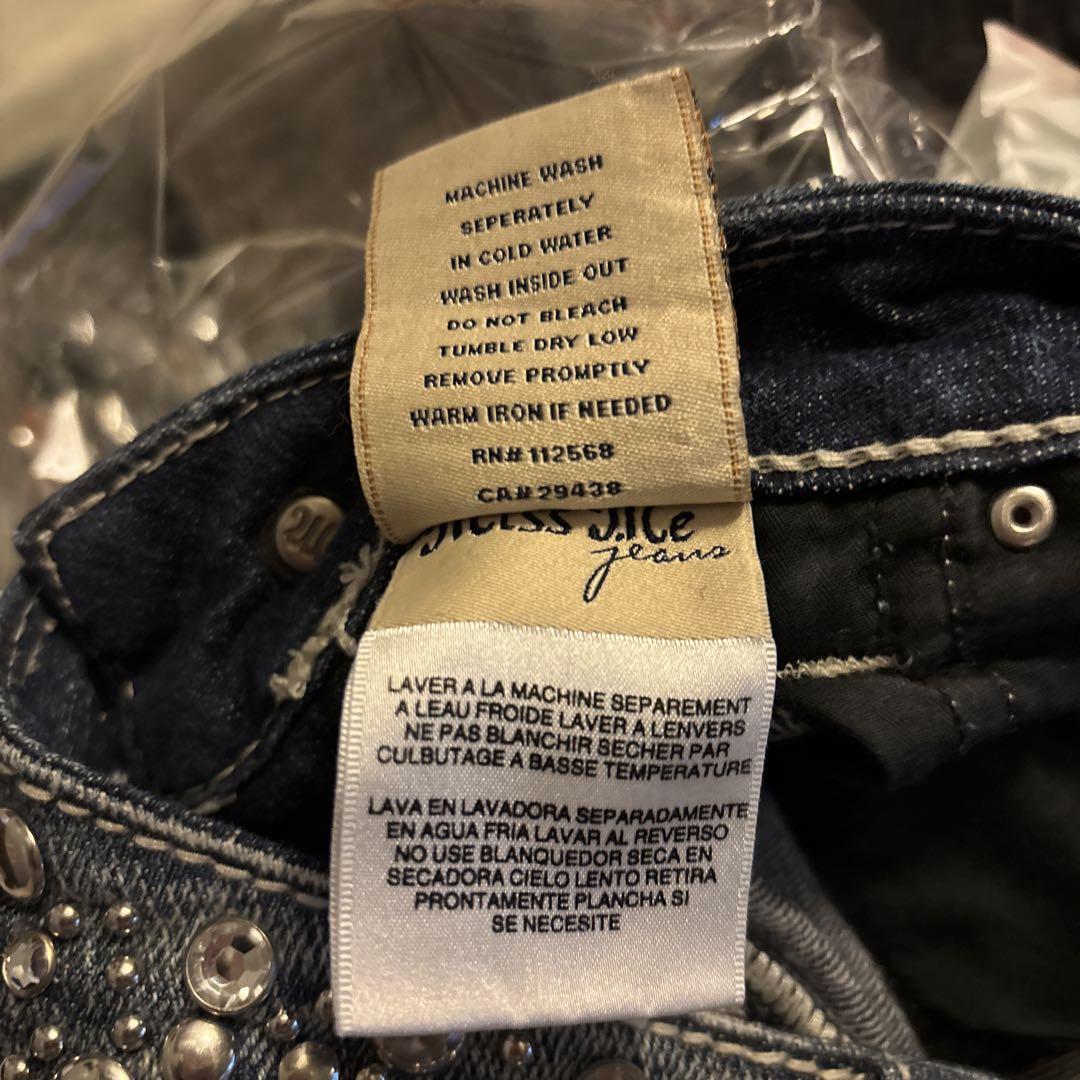 MACHINE WASH
SEPERATELY
IN COLD WATER
WASH INSIDE OUT
DO NOT BLEACH
TUMBLE DRY LOW
REMOVE PROMPTLY
WARM IRON IF NEEDED
RN# 112568
CA# 29438
jeans
LAVER A LA MACHINE SEPAREMENT
A LEAU FROIDE LAVER A LENVERS
NE PAS BLANCHIR SECHER PAR
CULBUTAGE A BASSE TEMPERATURE
LAVA EN LAVADORA SEPARADAMENTE
EN AGUA FRIA LAVAR AL REVERSO
NO USE BLANQUEDOR SECA EN
SECADORA CIELO LENTO RETIRA
PRONTAMENTE PLANCHA SI
SE NECESITE